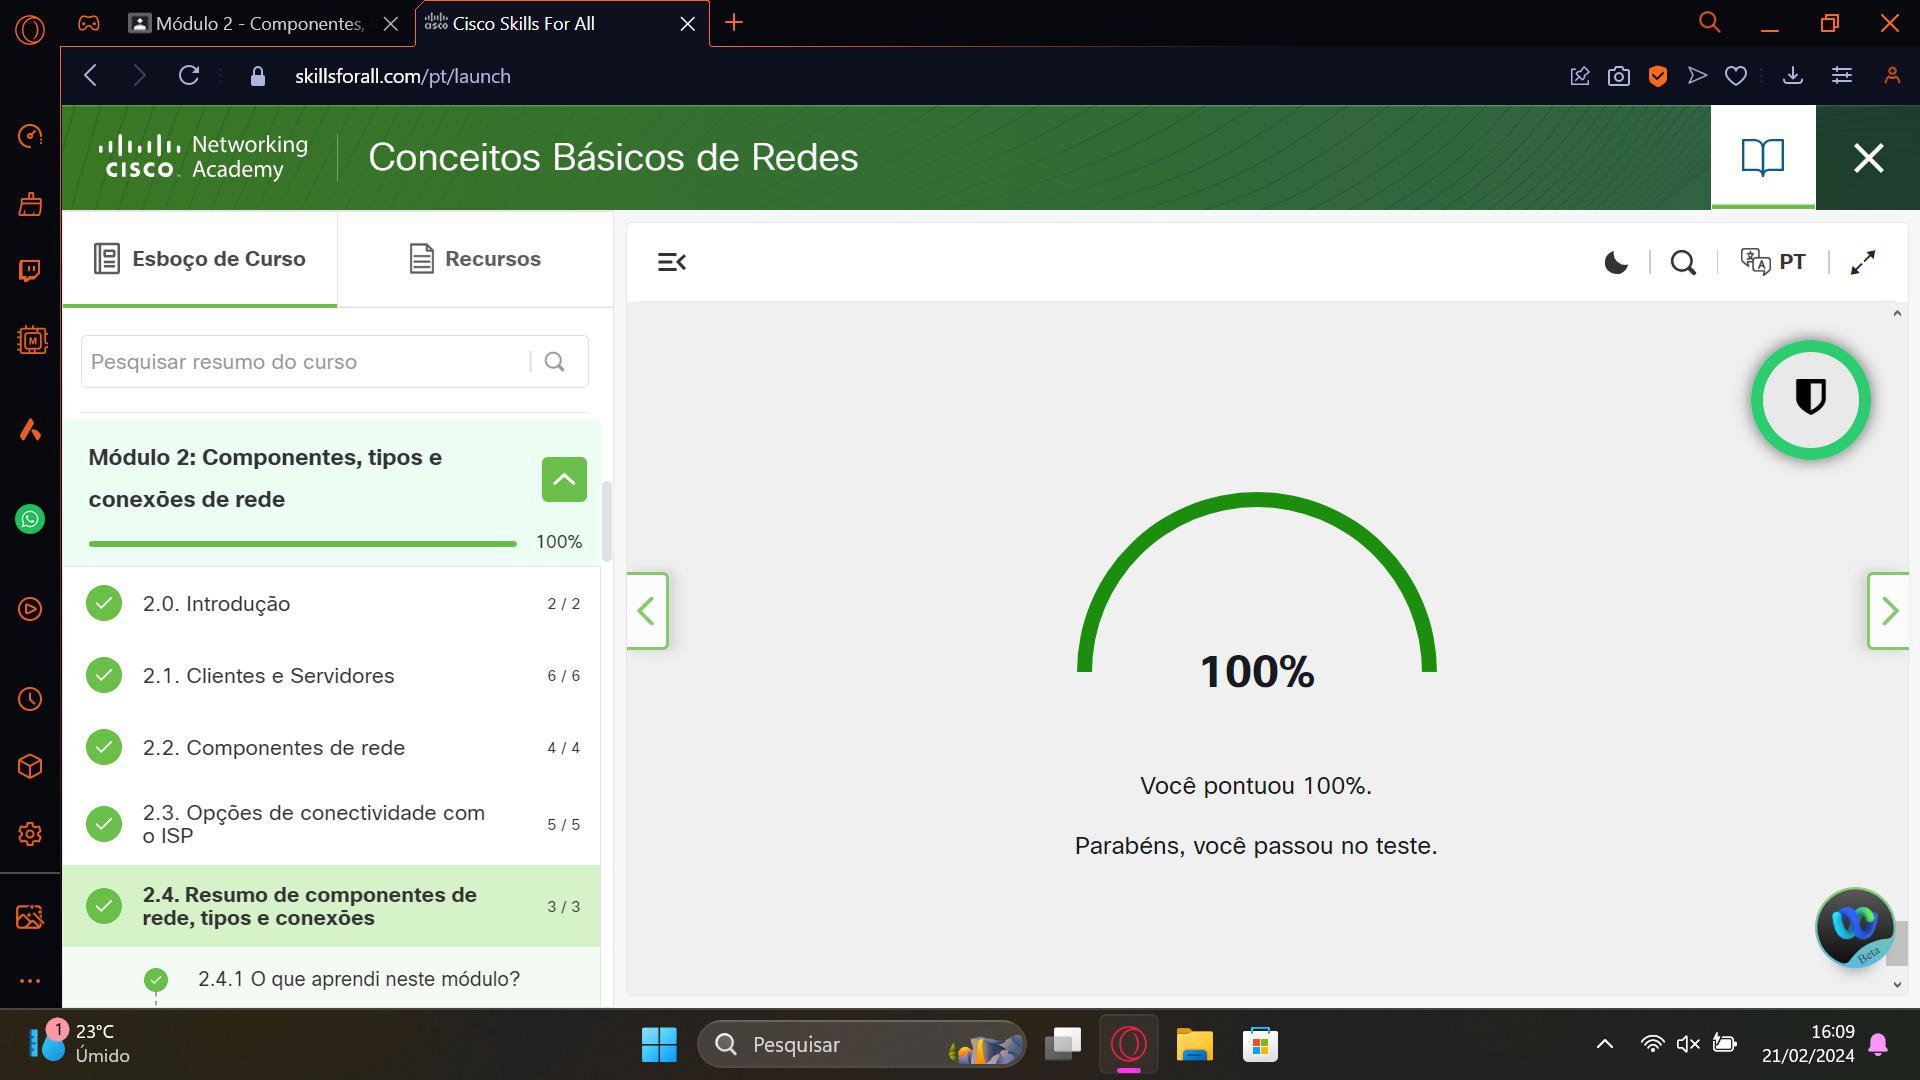 Módulo 2 - Componentes,
Cisco Skills For All
skillsforall.com/pt/launch
CISCO Networking Academy
Conceitos Básicos de Redes
Esboço de Curso
Recursos
PT
Pesquisar resumo do curso
Módulo 2: Componentes, tipos e
conexões de rede
100%
2.0. Introdução
2 / 2
2.1. Clientes e Servidores
6 / 6
2.2. Componentes de rede
4 / 4
2.3. Opções de conectividade com
o ISP
5 / 5
2.4. Resumo de componentes de
rede, tipos e conexões
3 / 3
2.4.1 O que aprendi neste módulo?
100%
Você pontuou 100%.
Parabéns, você passou no teste.
Beta
1
23°C
Úmido
Pesquisar
16:09
21/02/2024